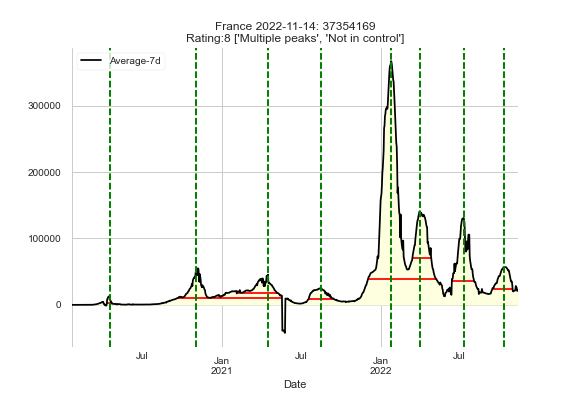 France 2022-11-14: 37354169
Rating:8 ['Multiple peaks', 'Not in control']
Average-7d
300000
200000
100000
0
Jul
Jan
2021
Jul
Jan
2022
Jul
Date